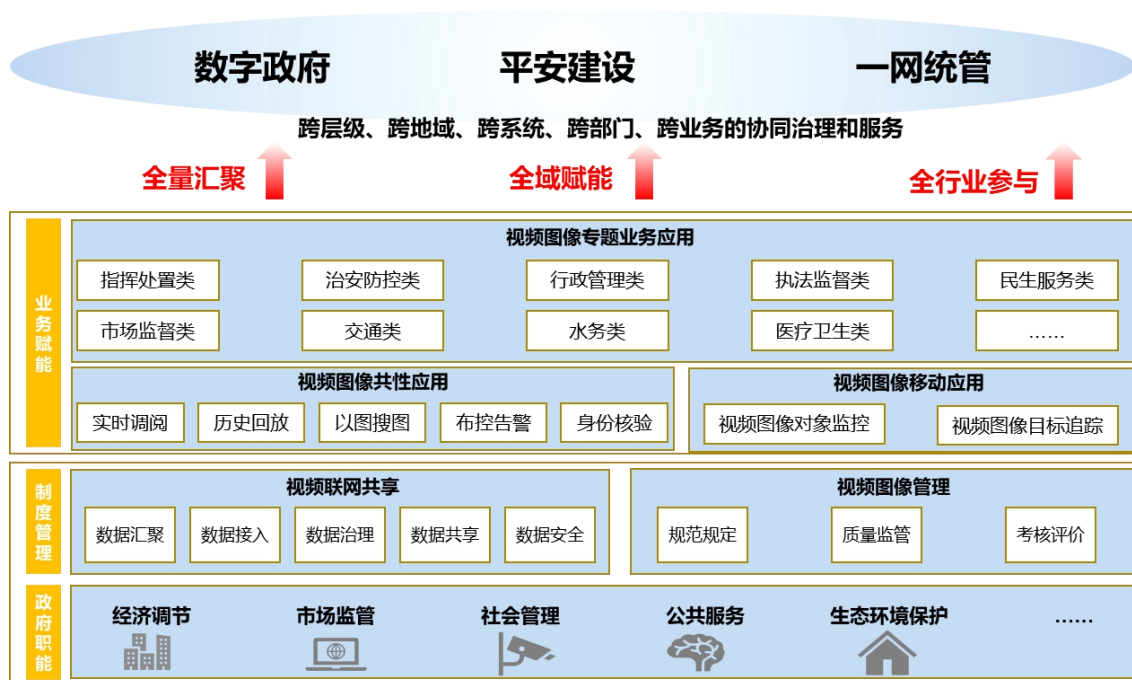 数字政府 平安建设 一网统管
跨层级、跨地域、跨系统、跨部门、跨业务的协同治理和服务
全量汇聚 全域赋能 全行业参与
业务赋能
视频图像专题业务应用
指挥处置类 治安防控类 行政管理类 执法监督类 民生服务类
市场监督类 交通类 水务类 医疗卫生类 ……
视频图像共性应用
实时调阅 历史回放 以图搜图 布控告警 身份核验
视频图像移动应用
视频图像对象监控 视频图像目标追踪
制度管理
视频联网共享
数据汇聚 数据接入 数据治理 数据共享 数据安全
视频图像管理
规范规定 质量监管 考核评价
政府职能
经济调节 市场监管 社会管理 公共服务 生态环境保护 ……